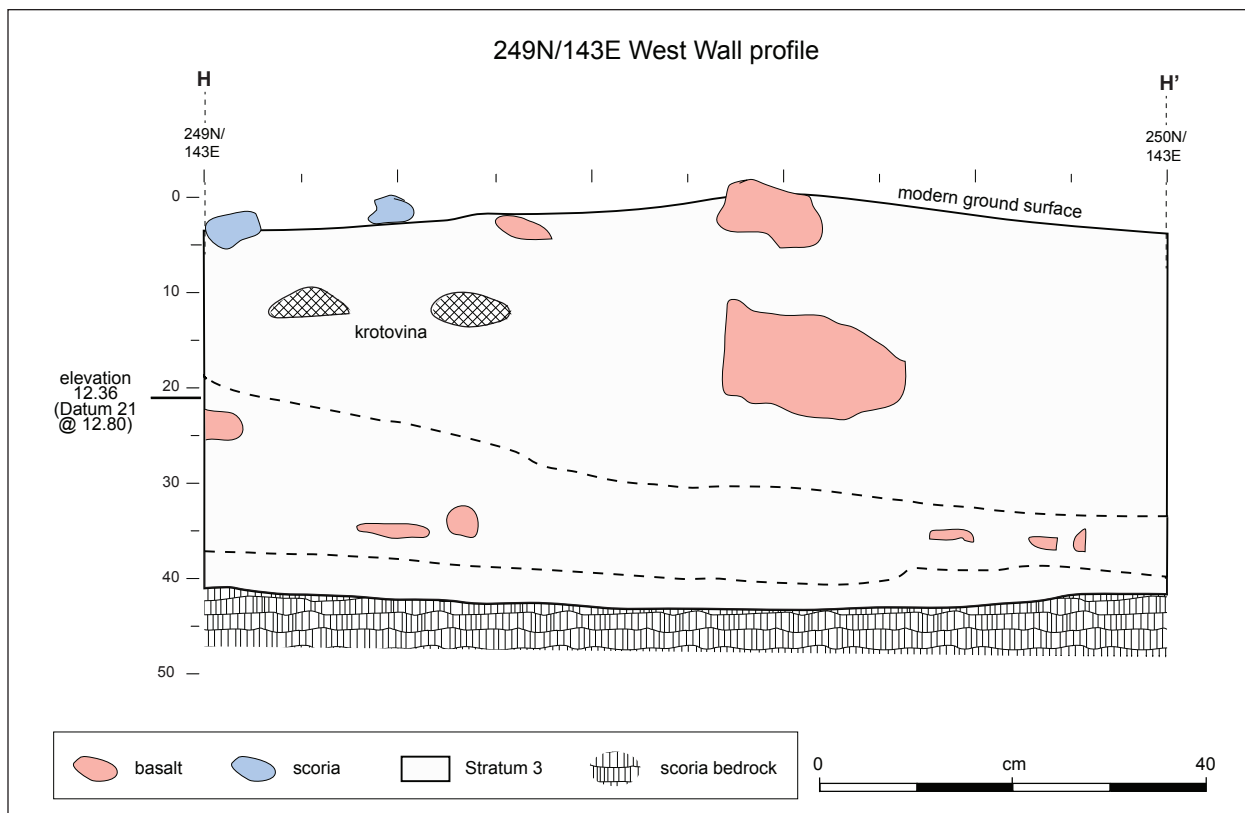 249N/143E West Wall profile
H
H'
249N/
143E
250N/
143E
modern ground surface
0
10
krotovina
elevation
12.36
(Datum 21
@ 12.80)
20
30
40
50
basalt
scoria
Stratum 3
scoria bedrock
0
cm
40